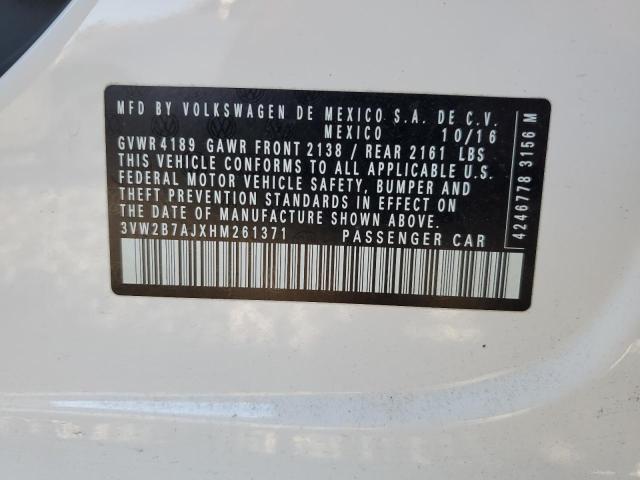 MFD BY VOLKSWAGEN DE MEXICO S.A. DE C.V.
MEXICO 10/16
GVWR 4189 GAWR FRONT 2138 / REAR 2161 LBS
THIS VEHICLE CONFORMS TO ALL APPLICABLE U.S.
FEDERAL MOTOR VEHICLE SAFETY, BUMPER AND
THEFT PREVENTION STANDARDS IN EFFECT ON
THE DATE OF MANUFACTURE SHOWN ABOVE.
3VW2B7AJXHM261371 PASSENGER CAR
4246778 3156 M